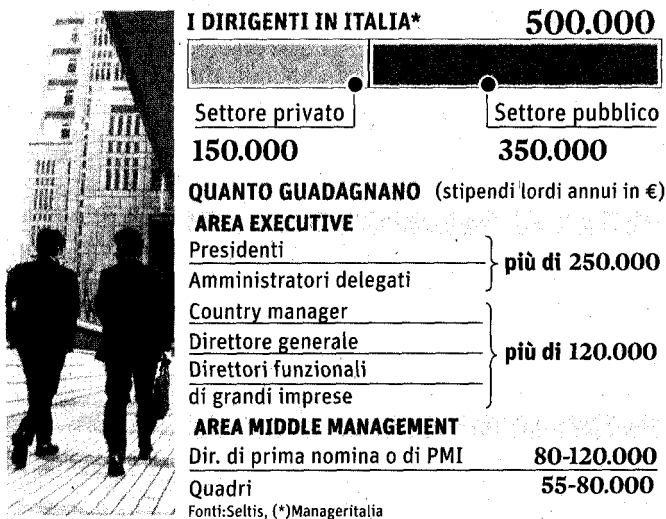 I DIRIGENTI IN ITALIA* 500.000
Settore privato Settore pubblico
150.000 350.000
QUANTO GUADAGNANO (stipendi lordi annui in €)
AREA EXECUTIVE
Presidenti
Amministratori delegati
più di 250.000
Country manager
Direttore generale
Direttori funzionali
di grandi imprese
più di 120.000
AREA MIDDLE MANAGEMENT
Dir. di prima nomina o di PMI 80-120.000
Quadri 55-80.000
Fonti:Seltis, (*)Manageritalia